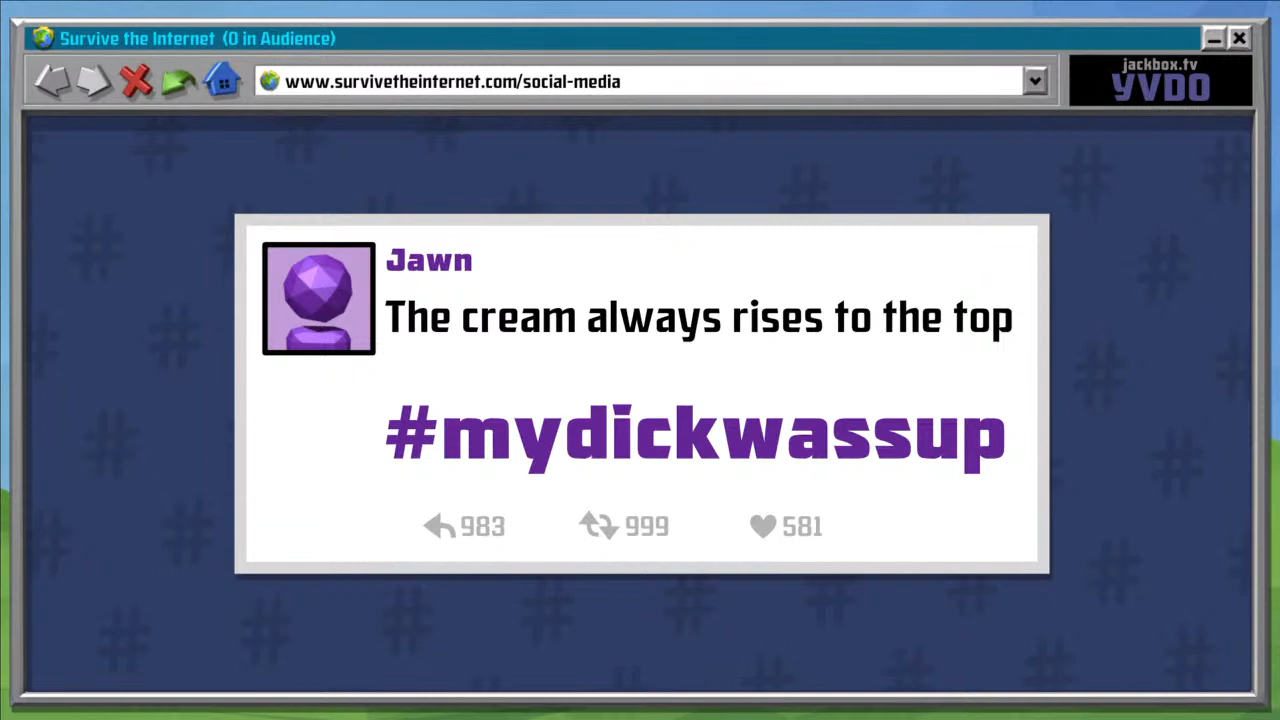 Survive the Internet (0 in Audience)
www.survivetheinternet.com/social-media
jackbox.tv
YVDO
Jawn
The cream always rises to the top
#mydickwassup
983 999 581